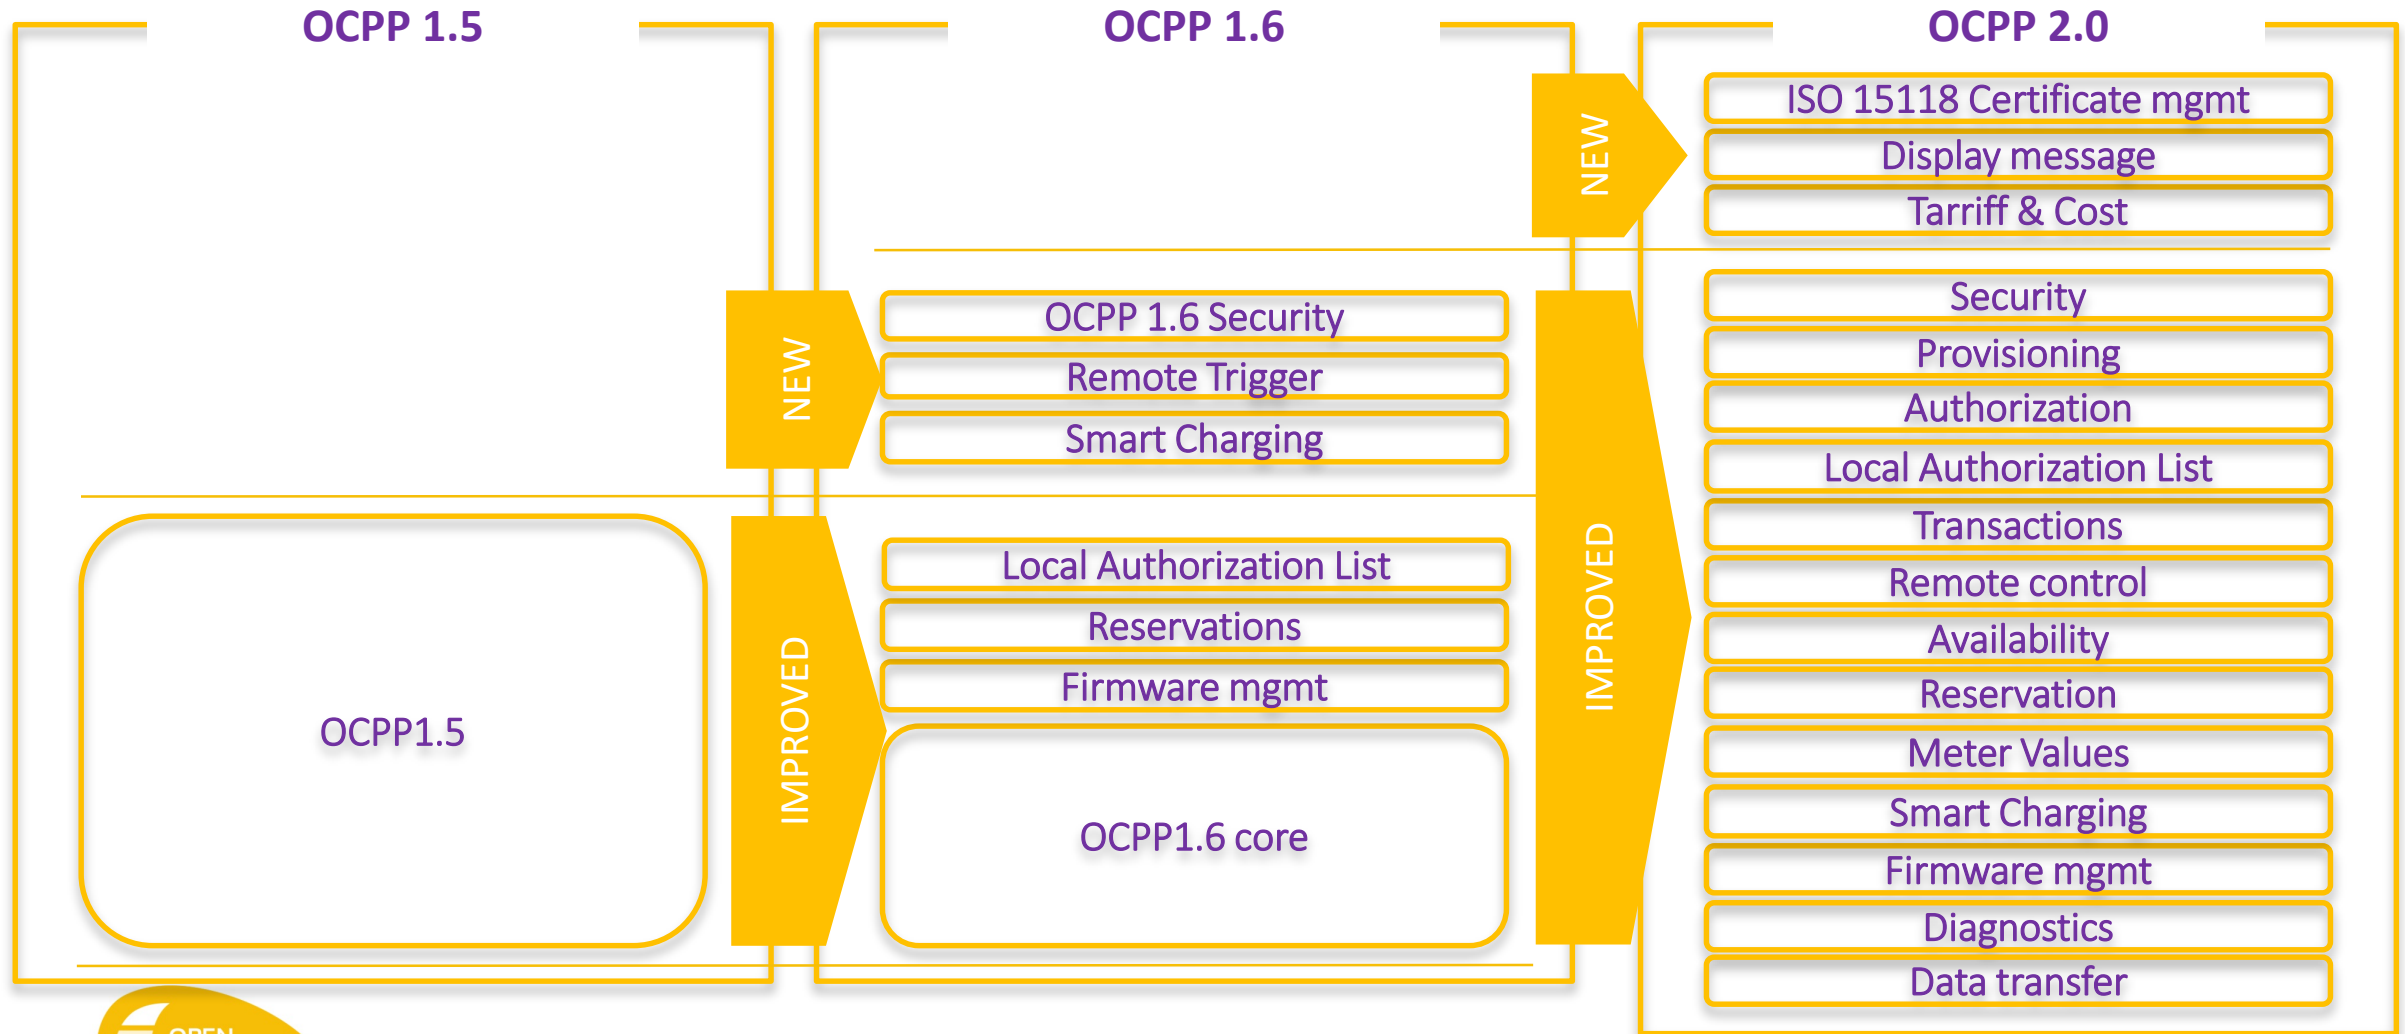 OCPP 1.5
OCPP1.5
NEW
IMPROVED
OCPP 1.6
OCPP 1.6 Security
Remote Trigger
Smart Charging
Local Authorization List
Reservations
Firmware mgmt
OCPP1.6 core
NEW
IMPROVED
OCPP 2.0
ISO 15118 Certificate mgmt
Display message
Tarriff & Cost
Security
Provisioning
Authorization
Local Authorization List
Transactions
Remote control
Availability
Reservation
Meter Values
Smart Charging
Firmware mgmt
Diagnostics
Data transfer
OPEN